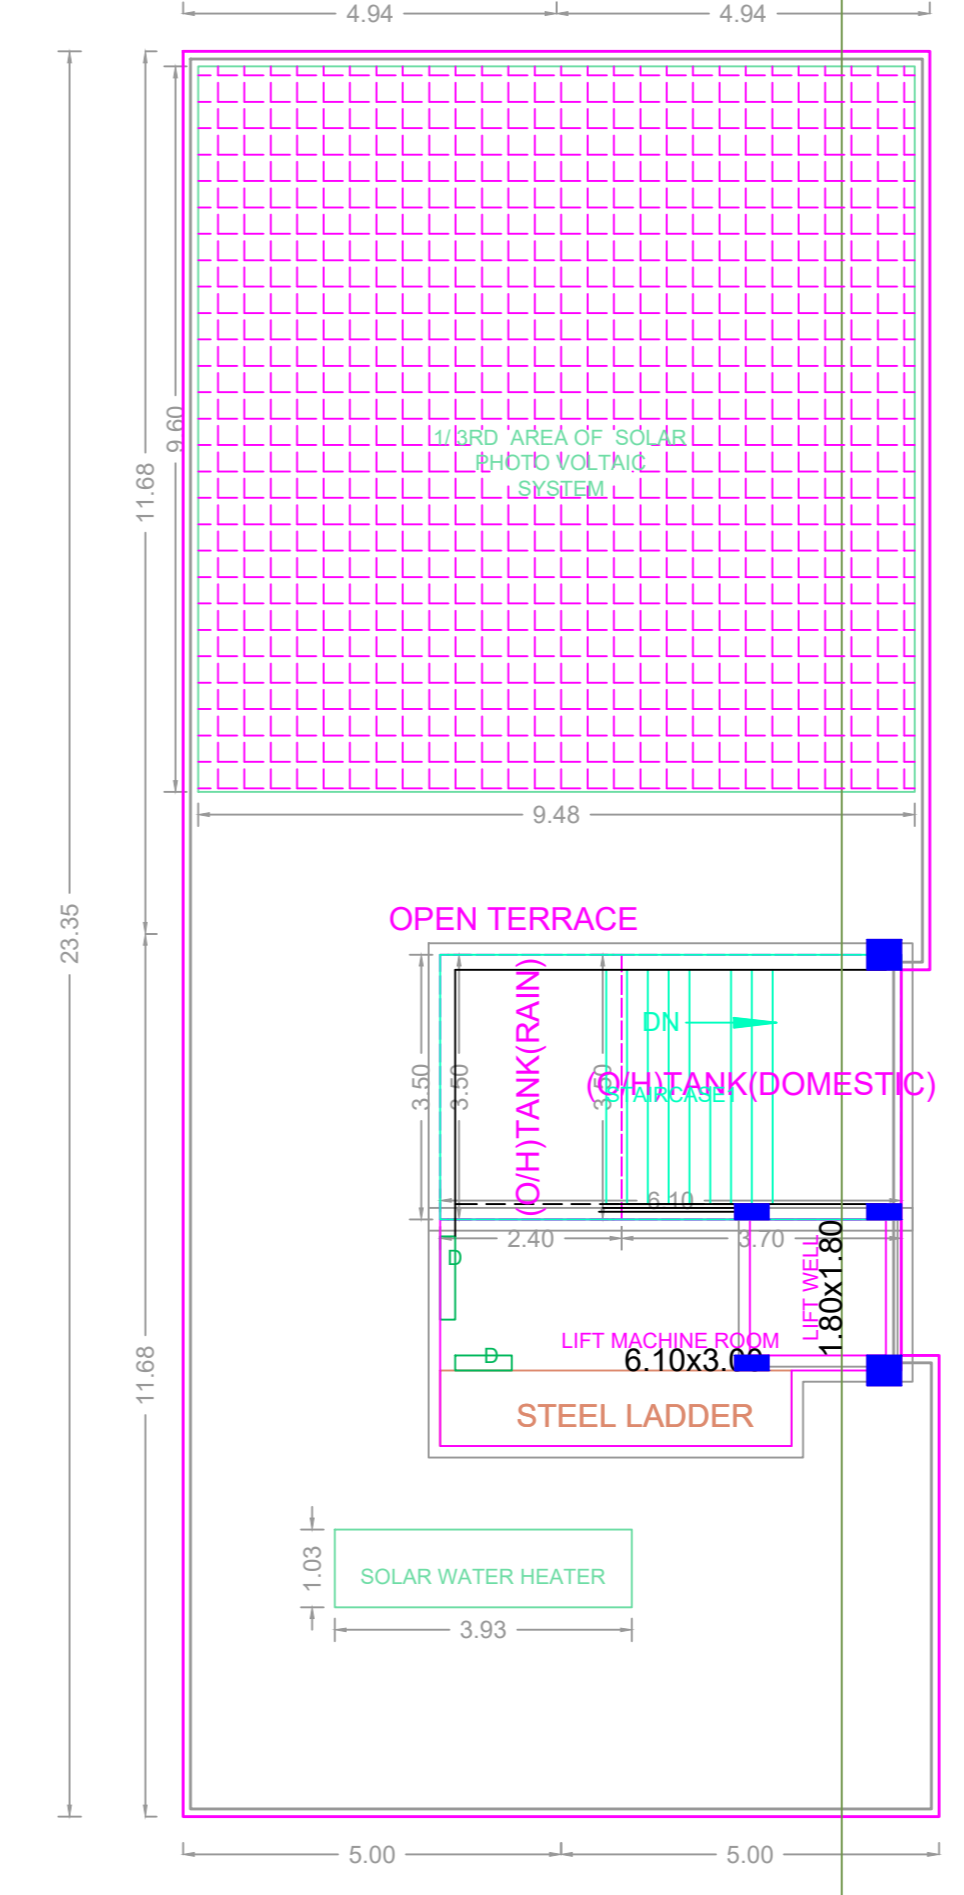 4.94
4.94
9.60
11.68
1/ 3RD AREA OF SOLAR
PHOTO VOLTAIC
SYSTEM
9.48
23.35
OPEN TERRACE
(O/H)TANK(RAIN)
DN
3.50
3.50
3.50
(O/H)TANK(DOMESTIC)
STAIRCASE1
6.10
2.40
3.70
D
LIFT WELL
1.80x1.80
LIFT MACHINE ROOM
D
11.68
STEEL LADDER
1.03
SOLAR WATER HEATER
3.93
5.00
5.00